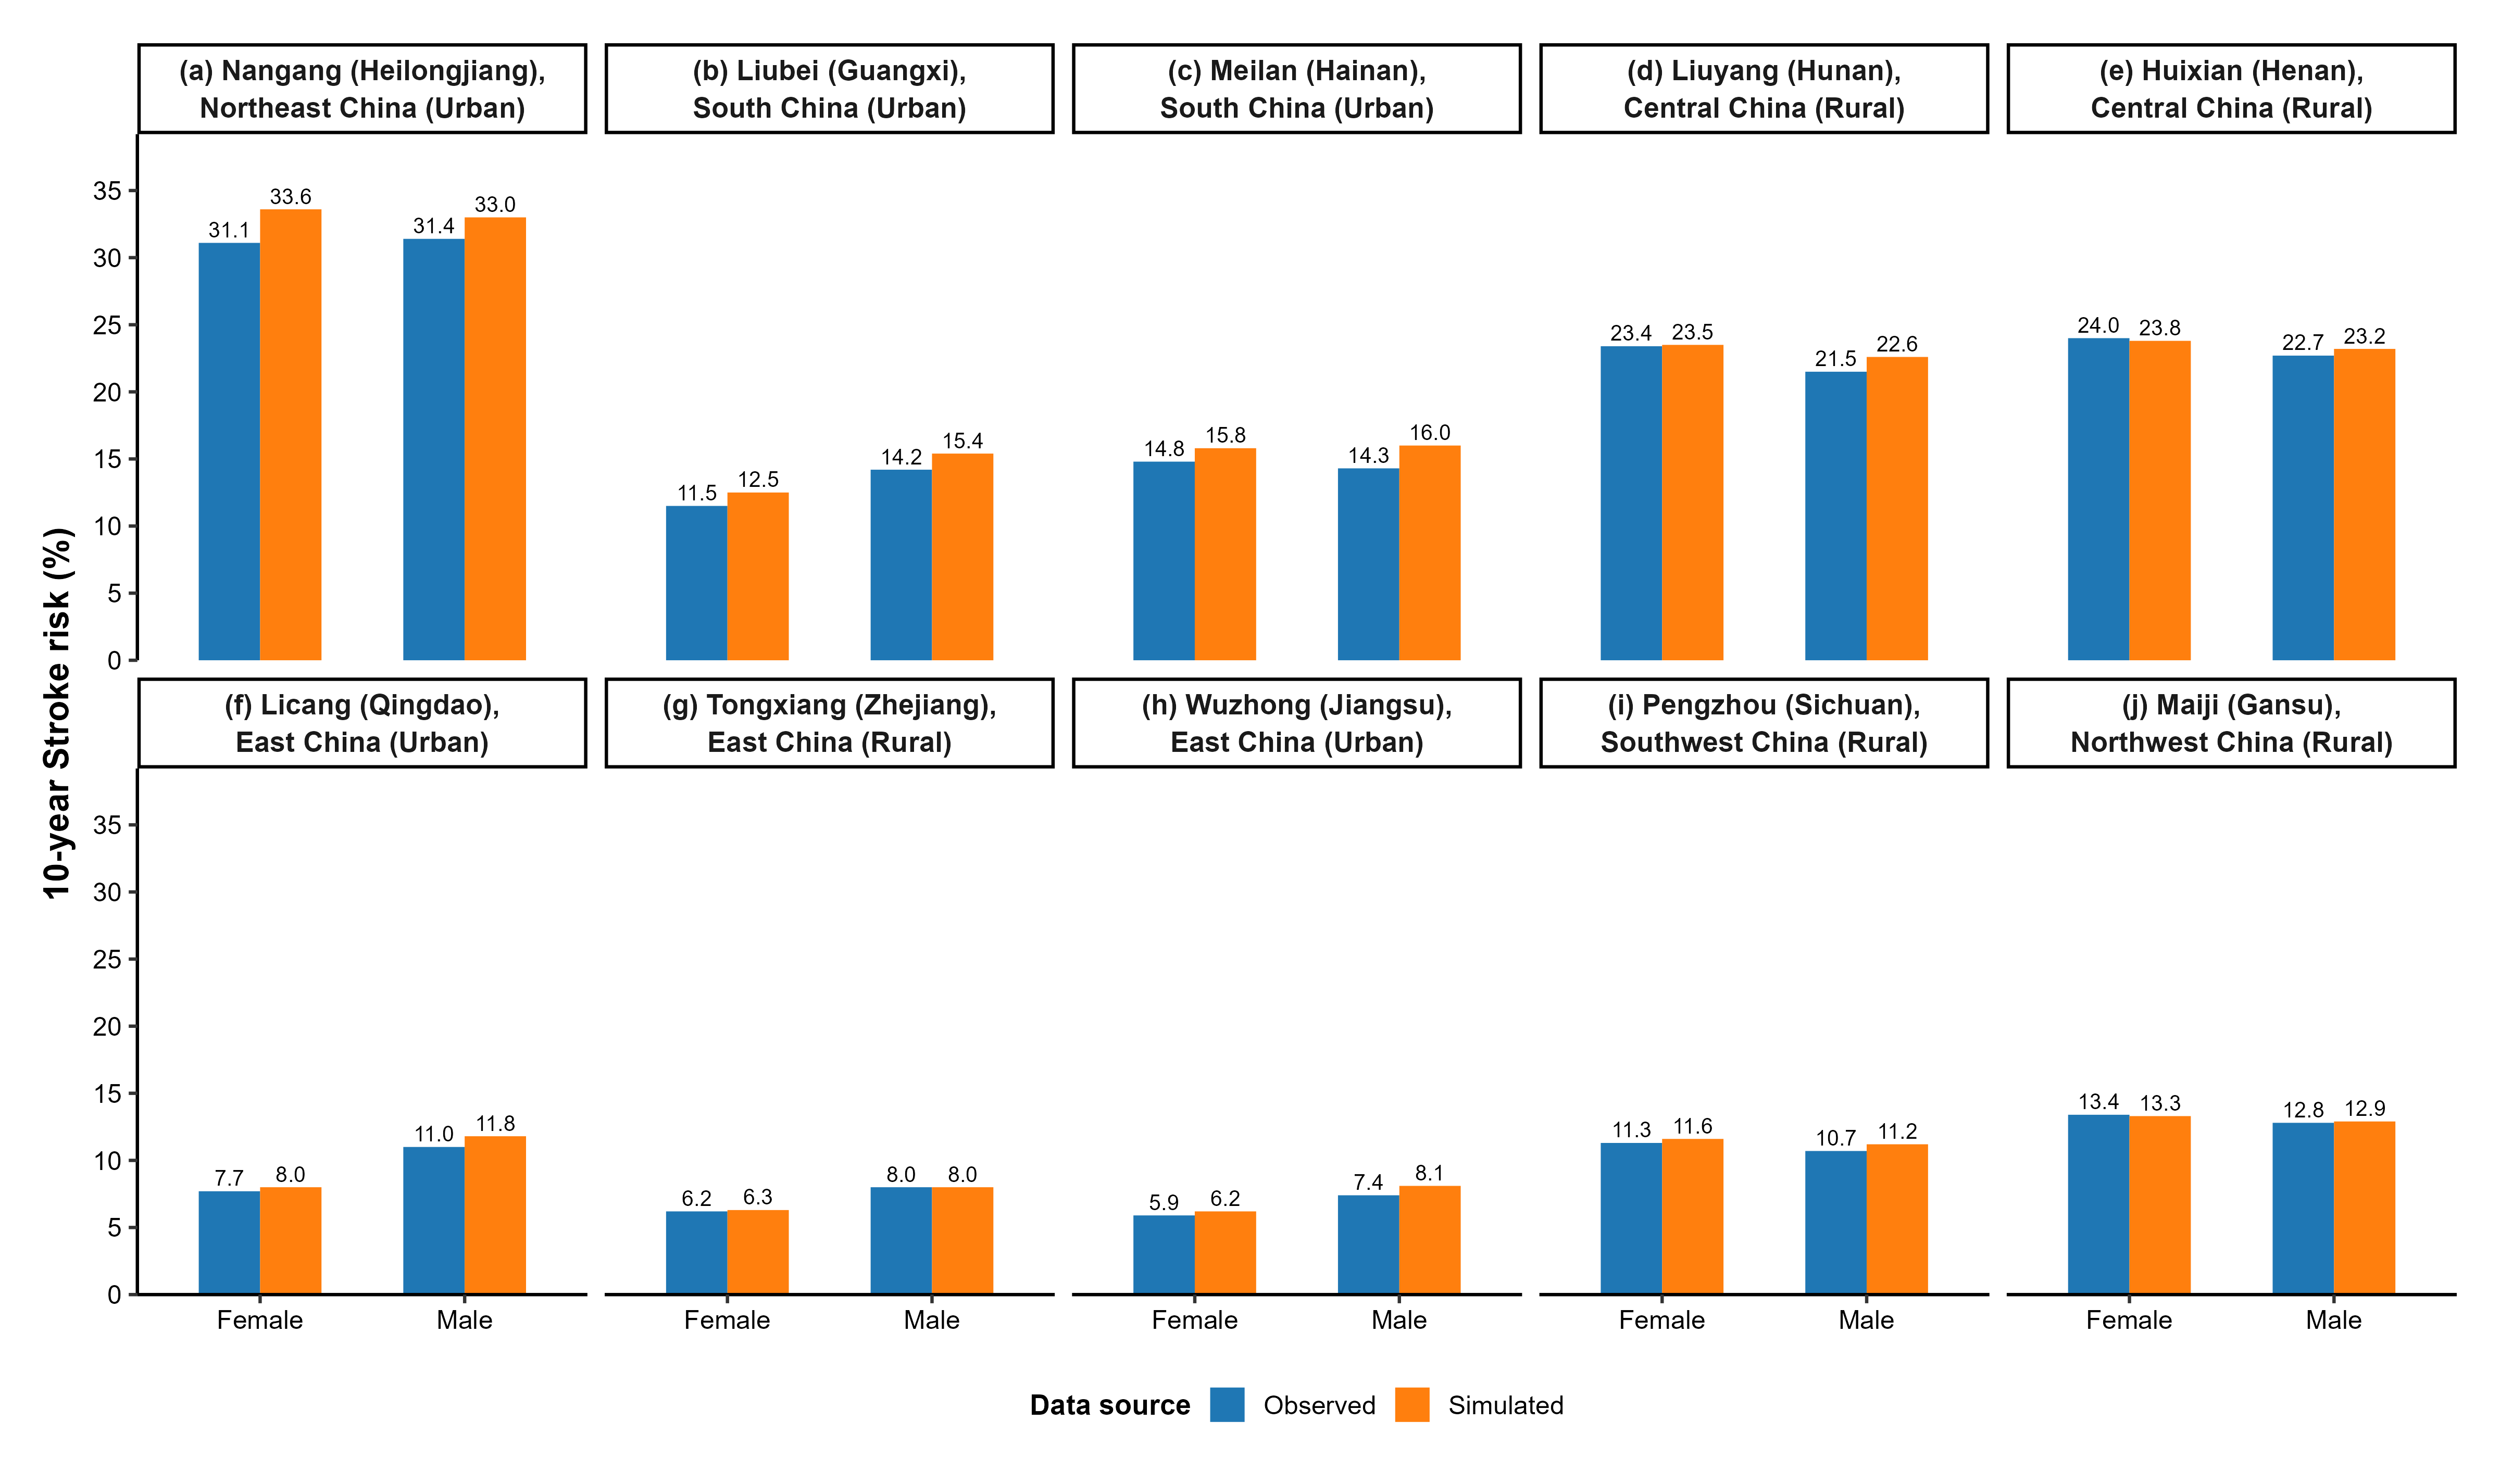 (a) Nangang (Heilongjiang),
Northeast China (Urban)
(b) Liubei (Guangxi),
South China (Urban)
(c) Meilan (Hainan),
South China (Urban)
(d) Liuyang (Hunan),
Central China (Rural)
(e) Huixian (Henan),
Central China (Rural)
10-year Stroke risk (%)
35
30
25
20
15
10
5
0
31.1
33.6
31.4
33.0
11.5
12.5
14.2
15.4
14.8
15.8
14.3
16.0
23.4
23.5
21.5
22.6
24.0
23.8
22.7
23.2
(f) Licang (Qingdao),
East China (Urban)
(g) Tongxiang (Zhejiang),
East China (Rural)
(h) Wuzhong (Jiangsu),
East China (Urban)
(i) Pengzhou (Sichuan),
Southwest China (Rural)
(j) Maiji (Gansu),
Northwest China (Rural)
35
30
25
20
15
10
5
0
7.7
8.0
11.0
11.8
6.2
6.3
8.0
8.0
5.9
6.2
7.4
8.1
11.3
11.6
10.7
11.2
13.4
13.3
12.8
12.9
Female
Male
Female
Male
Female
Male
Female
Male
Female
Male
Data source
Observed
Simulated